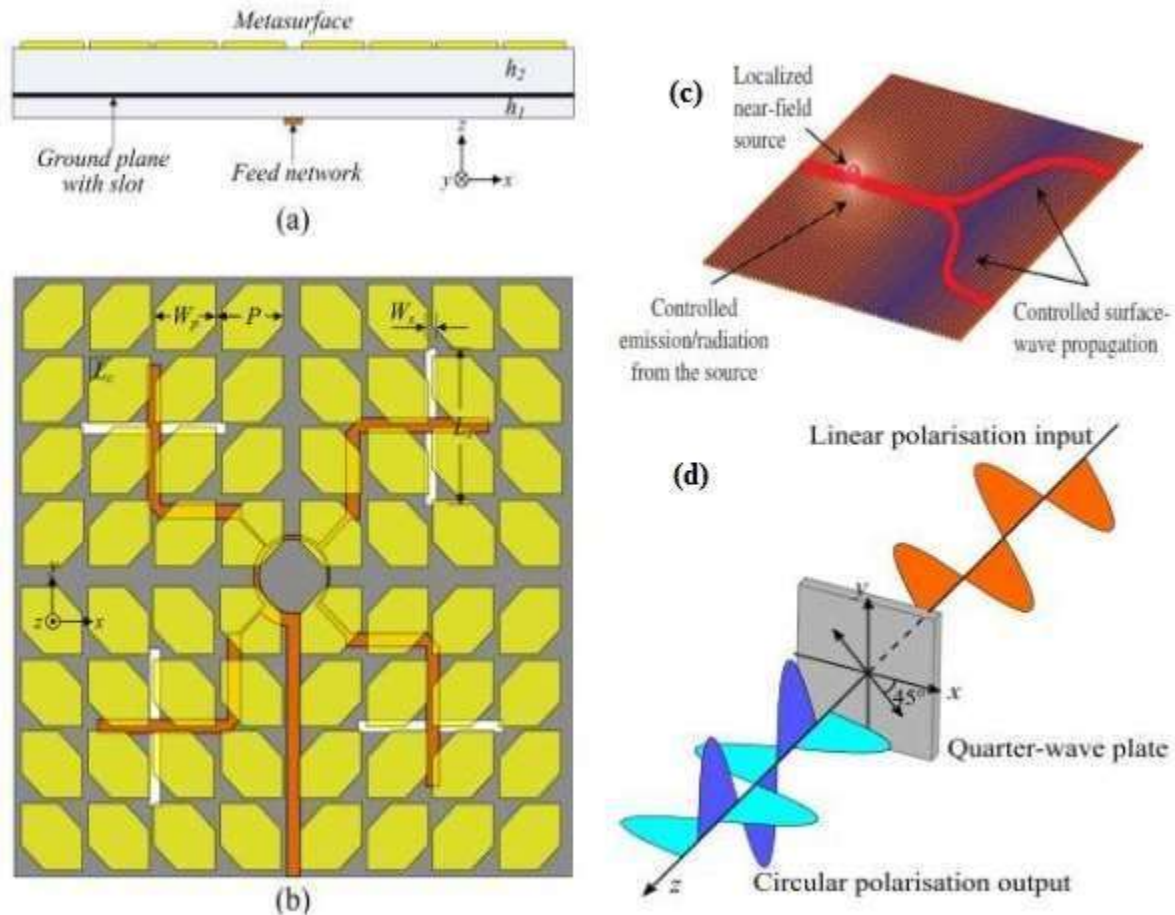 (a)
Metasurface
h₂
h₁
Ground plane
with slot
Feed network
z
y
x
(a)
(b)
Wₚ
P
Wₛ
L꜀
Lₛ
y
z
x
(b)
(c)
Localized
near-field
source
Controlled
emission/radiation
from the source
Controlled surface-
wave propagation
(d)
Linear polarisation input
y
x
45°
Quarter-wave plate
z
Circular polarisation output